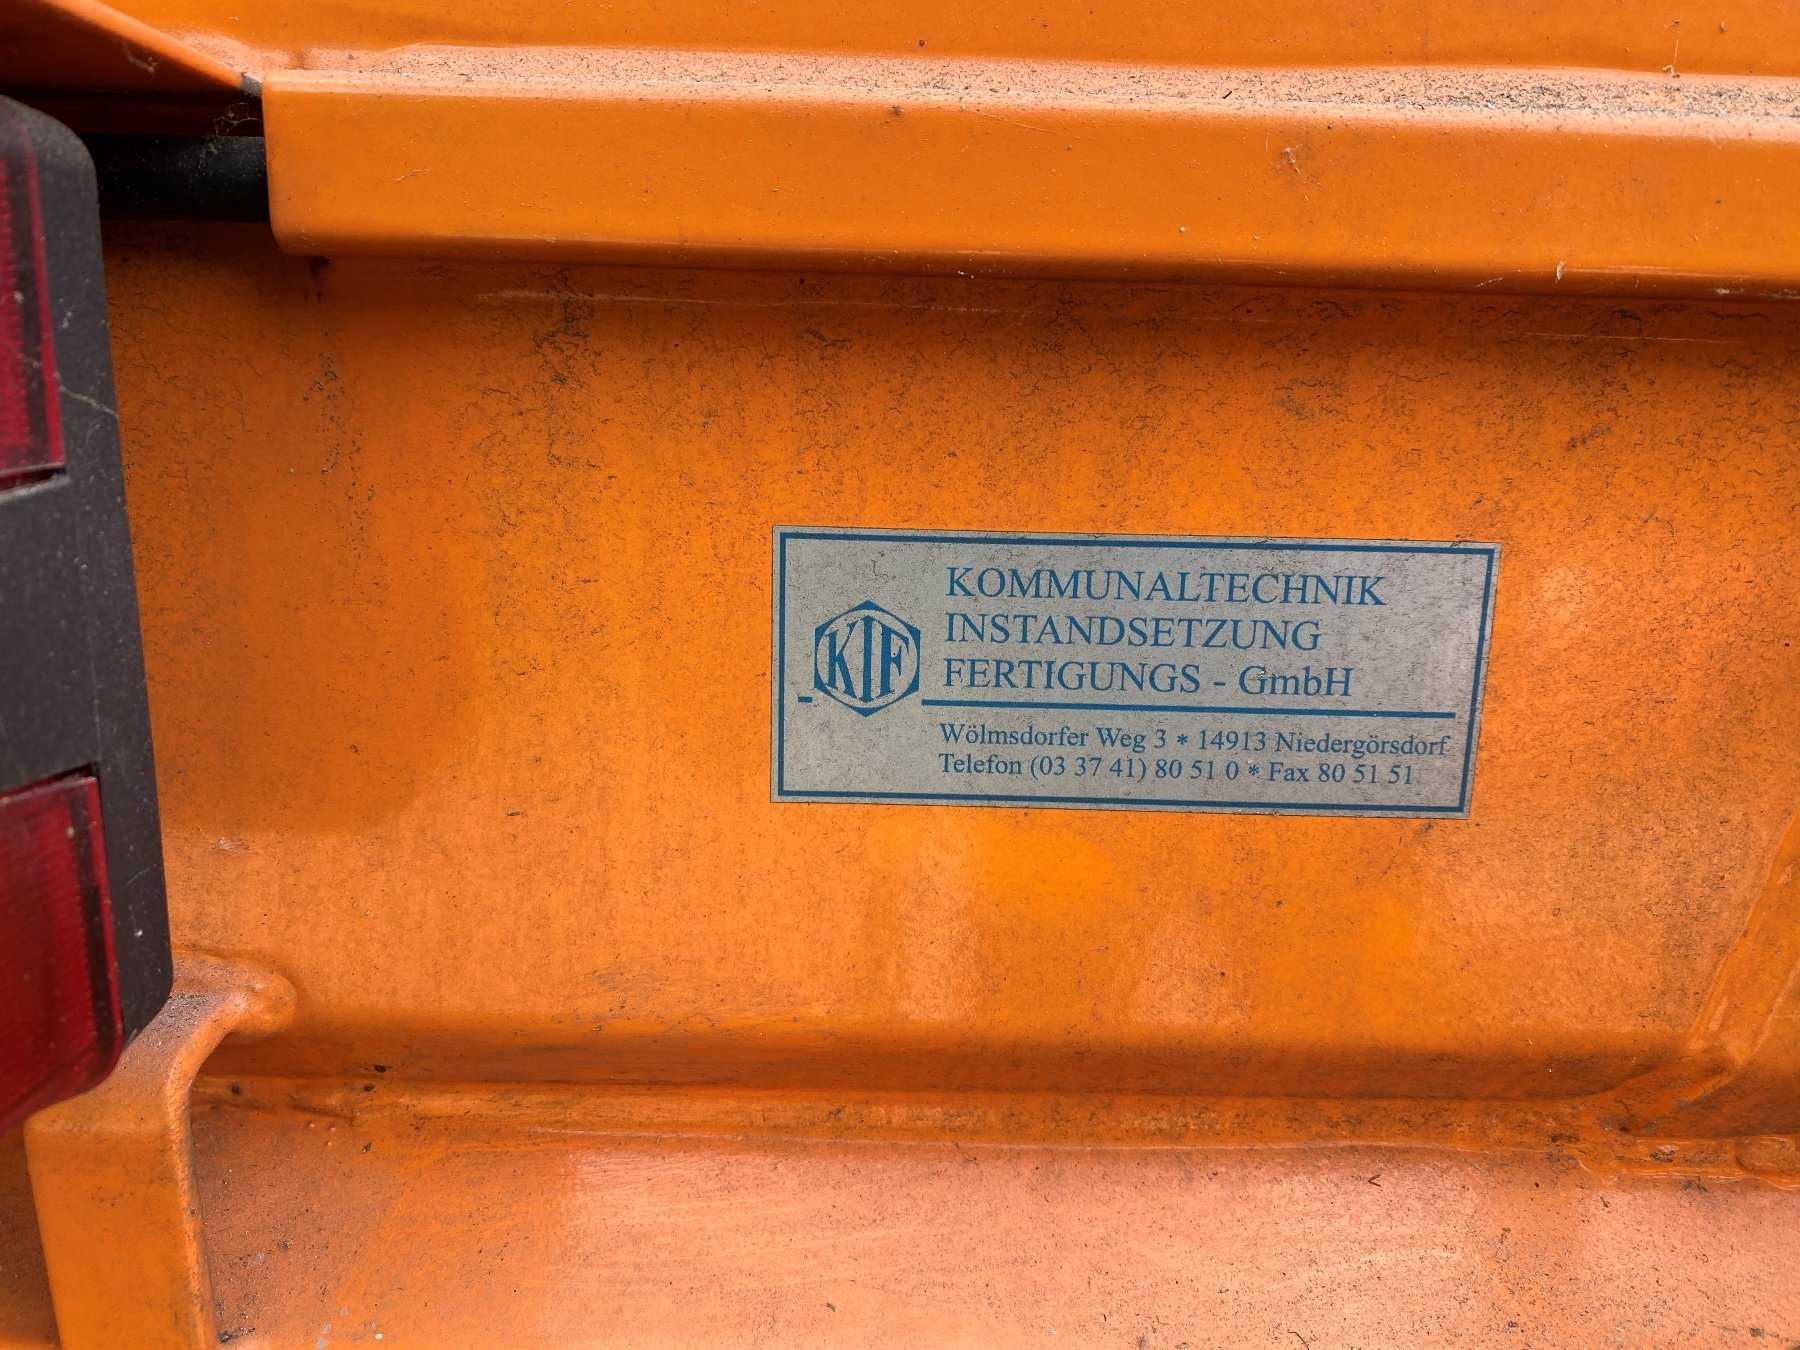 KIF
KOMMUNALTECHNIK
INSTANDSETZUNG
FERTIGUNGS - GmbH
Wölmsdorfer Weg 3 * 14913 Niedergörsdorf
Telefon (03 37 41) 80 51 0 * Fax 80 51 51